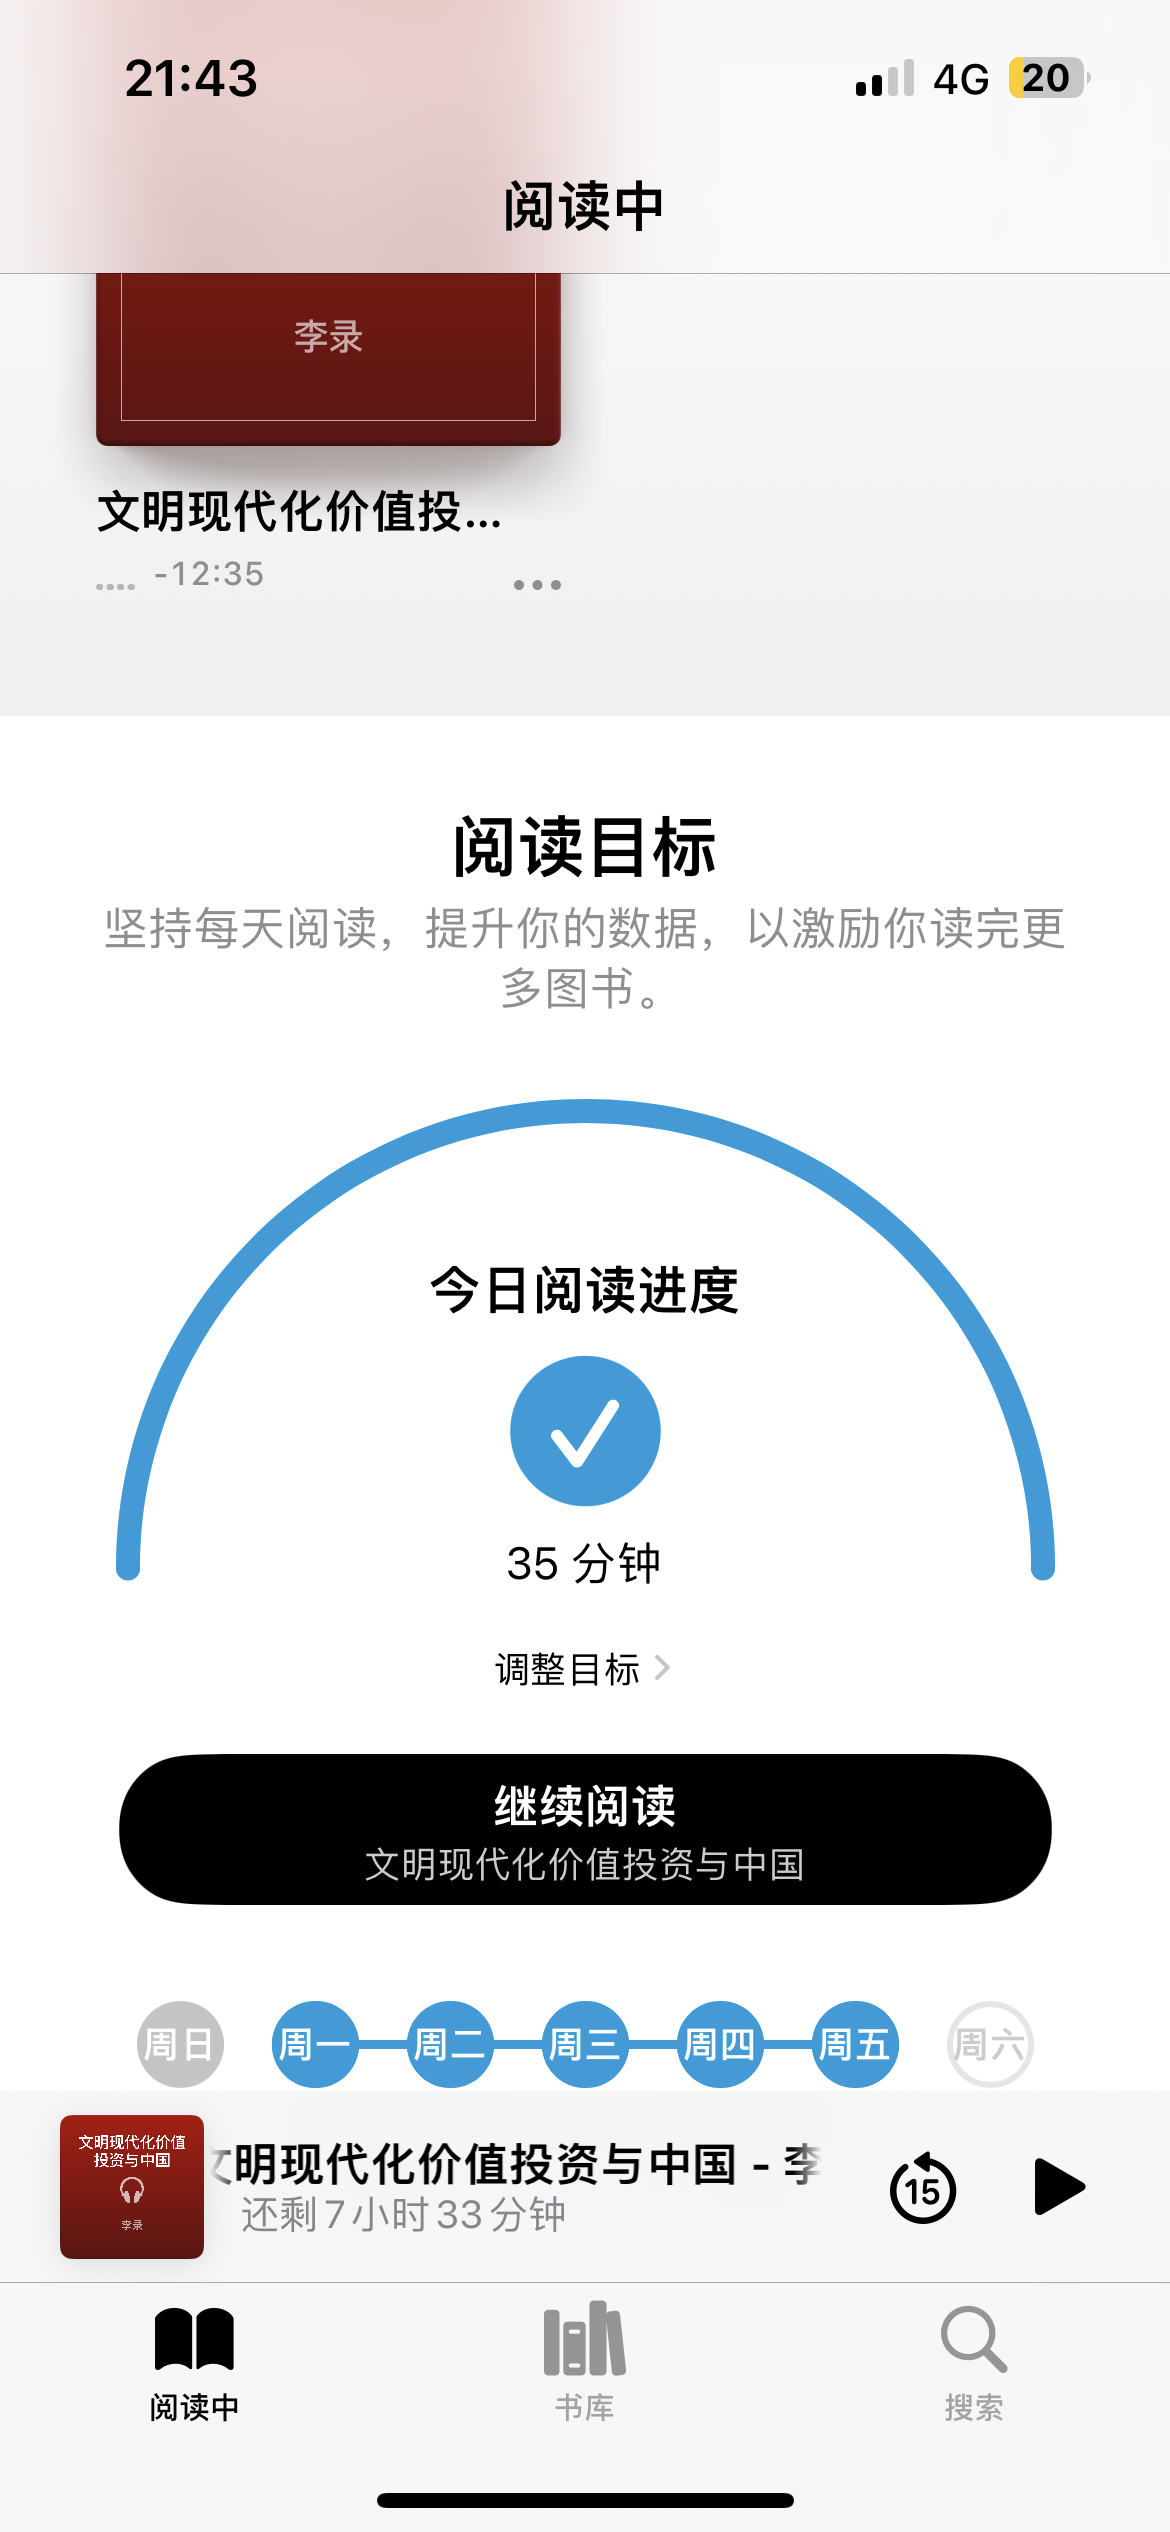 21:43
4G
20
阅读中
李录
文明现代化价值投...
-12:35
阅读目标
坚持每天阅读，提升你的数据，以激励你读完更
多图书。
今日阅读进度
35 分钟
调整目标
继续阅读
文明现代化价值投资与中国
周日 周一 周二 周三 周四 周五 周六
文明现代化价值
投资与中国
李录
文明现代化价值投资与中国 - 李
还剩 7 小时 33 分钟
15
阅读中
书库
搜索